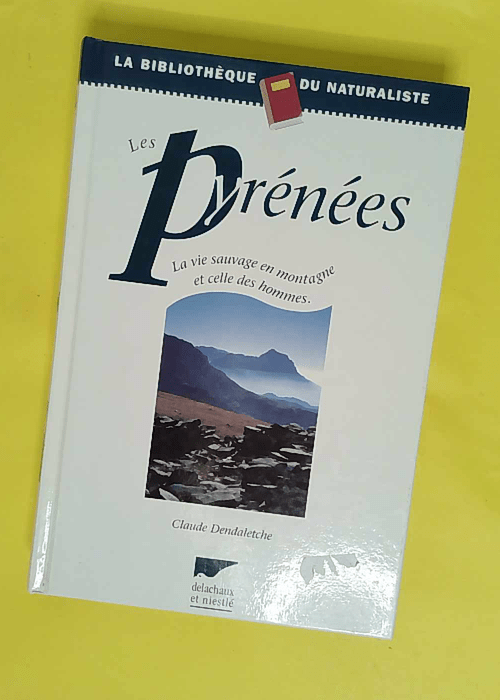 LA BIBLIOTHÈQUE DU NATURALISTE
Les
Pyrénées
La vie sauvage en montagne
et celle des hommes.
Claude Dendaletche
delachaux
et niestlé